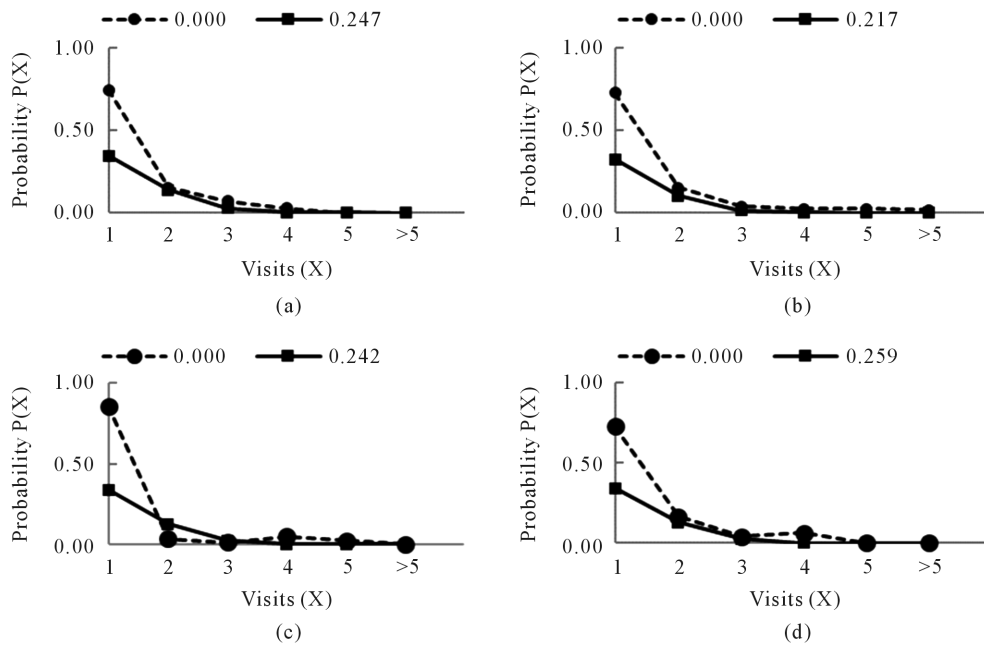 0.000 0.247
Probability P(X)
1.00
0.50
0.00
1 2 3 4 5 >5
Visits (X)
(a)
0.000 0.217
Probability P(X)
1.00
0.50
0.00
1 2 3 4 5 >5
Visits (X)
(b)
0.000 0.242
Probability P(X)
1.00
0.50
0.00
1 2 3 4 5 >5
Visits (X)
(c)
0.000 0.259
Probability P(X)
1.00
0.50
0.00
1 2 3 4 5 >5
Visits (X)
(d)